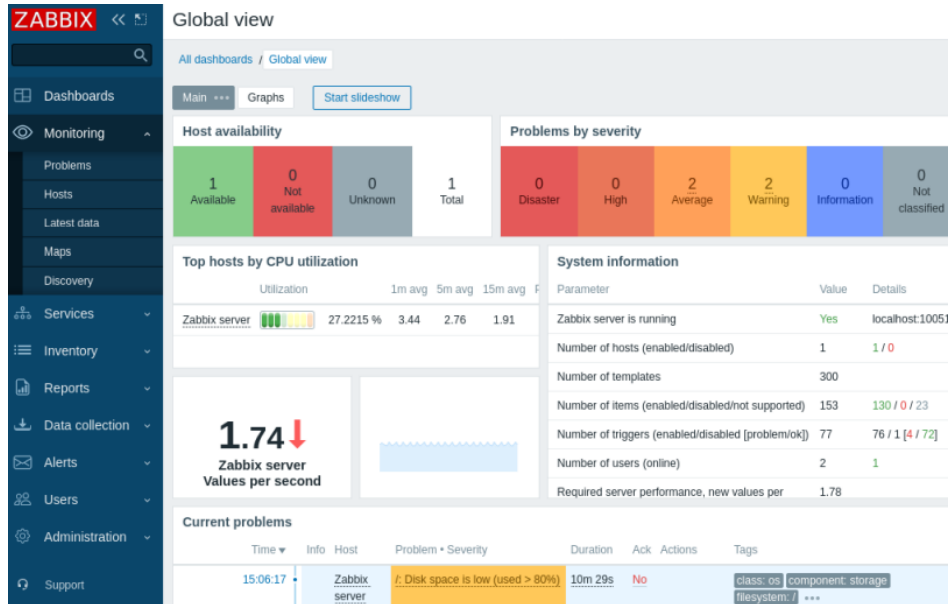 ZABBIX
Global view
All dashboards / Global view
Main Graphs Start slideshow
Dashboards
Monitoring
Problems
Hosts
Latest data
Maps
Discovery
Services
Inventory
Reports
Data collection
Alerts
Users
Administration
Support
Host availability
1 Available
0 Not available
0 Unknown
1 Total
Problems by severity
0 Disaster
0 High
2 Average
2 Warning
0 Information
0 Not classified
Top hosts by CPU utilization
Utilization 1m avg 5m avg 15m avg
Zabbix server 27.2215 % 3.44 2.76 1.91
System information
Parameter Value Details
Zabbix server is running Yes localhost:10051
Number of hosts (enabled/disabled) 1 1 / 0
Number of templates 300
Number of items (enabled/disabled/not supported) 153 130 / 0 / 23
Number of triggers (enabled/disabled [problem/ok]) 77 76 / 1 [4 / 72]
Number of users (online) 2 1
Required server performance, new values per 1.78
1.74
Zabbix server
Values per second
Current problems
Time Info Host Problem • Severity Duration Ack Actions Tags
15:06:17 Zabbix server /: Disk space is low (used > 80%) 10m 29s No class: os component: storage
filesystem: /